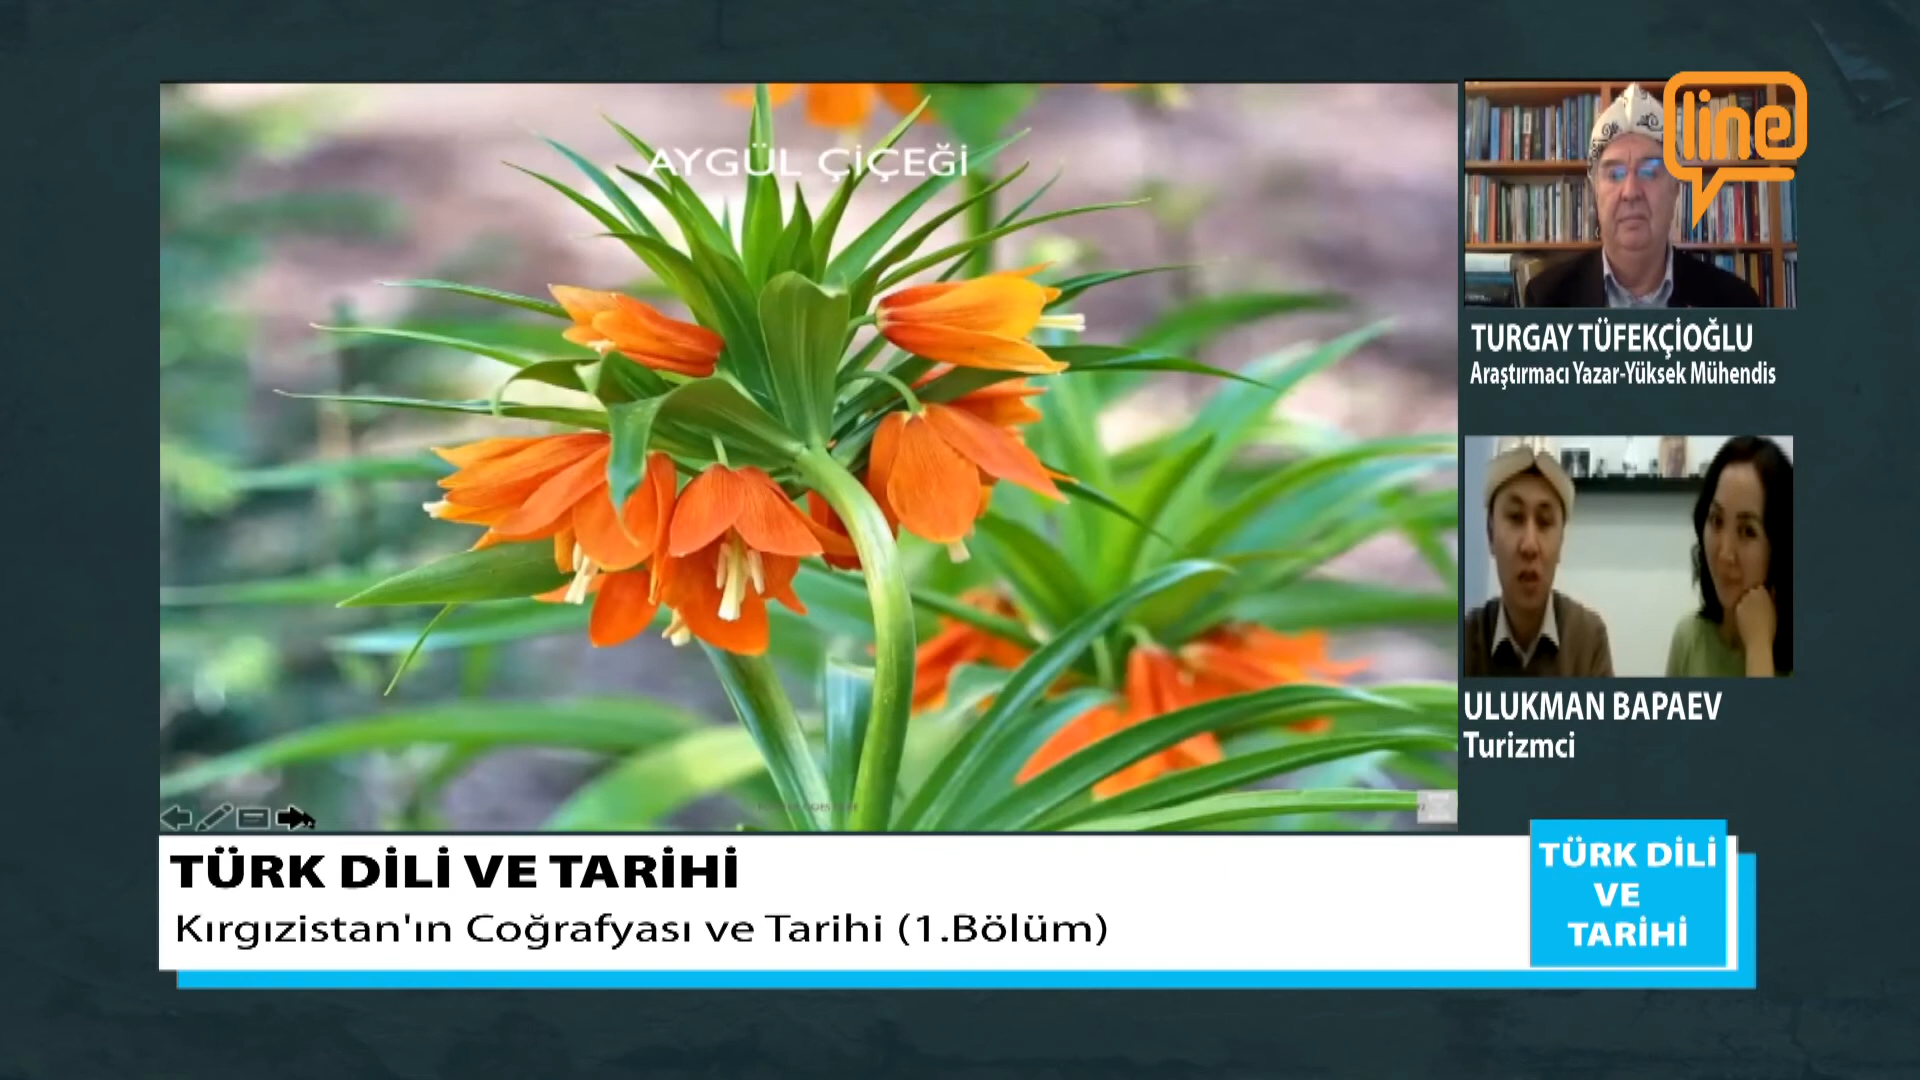 AYGÜL ÇİÇEĞİ
line
TURGAY TÜFEKÇİOĞLU
Araştırmacı Yazar-Yüksek Mühendis
ULUKMAN BAPAEV
Turizmci
TÜRK DİLİ VE TARİHİ
Kırgızistan'ın Coğrafyası ve Tarihi (1.Bölüm)
TÜRK DİLİ
VE
TARİHİ